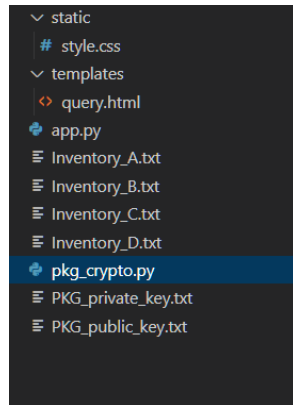 static
# style.css
templates
<> query.html
app.py
Inventory_A.txt
Inventory_B.txt
Inventory_C.txt
Inventory_D.txt
pkg_crypto.py
PKG_private_key.txt
PKG_public_key.txt